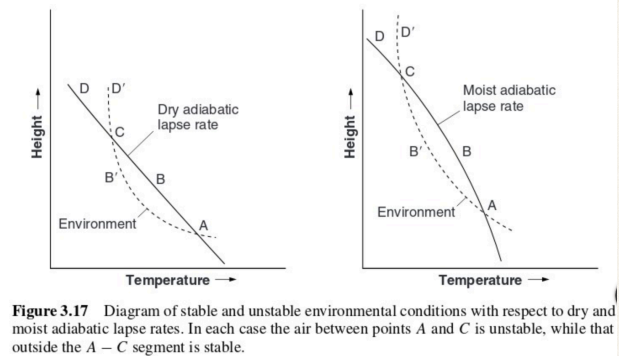 D
D'
C
Dry adiabatic
lapse rate
B'
B
Environment
A
Height
Temperature
D
D'
C
Moist adiabatic
lapse rate
B'
B
Environment
A
Height
Temperature
Figure 3.17 Diagram of stable and unstable environmental conditions with respect to dry and
moist adiabatic lapse rates. In each case the air between points A and C is unstable, while that
outside the A – C segment is stable.